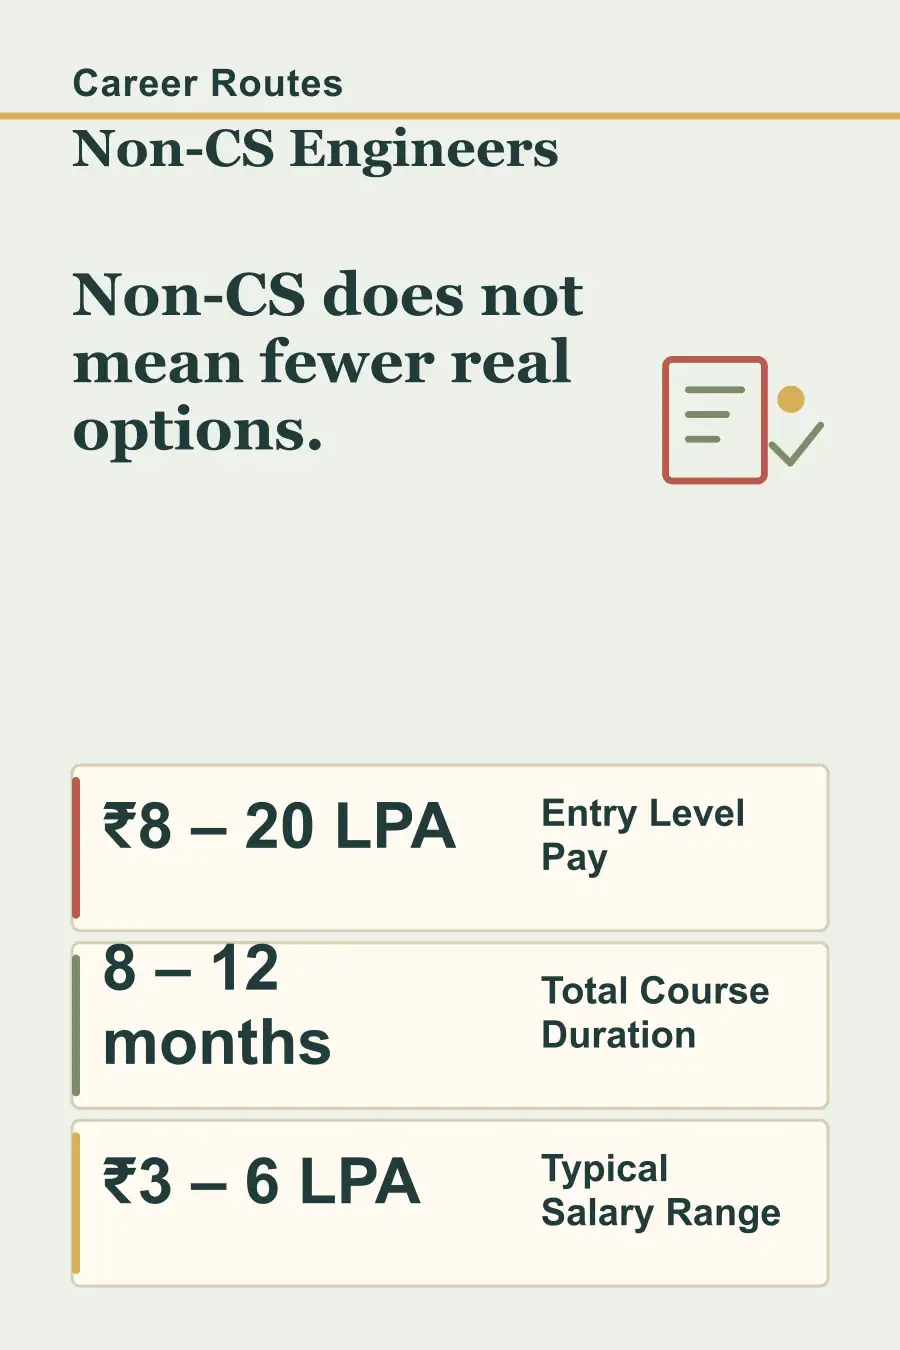 Career Routes
Non-CS Engineers
Non-CS does not
mean fewer real
options.
₹8 – 20 LPA
Entry Level
Pay
8 – 12
months
Total Course
Duration
₹3 – 6 LPA
Typical
Salary Range